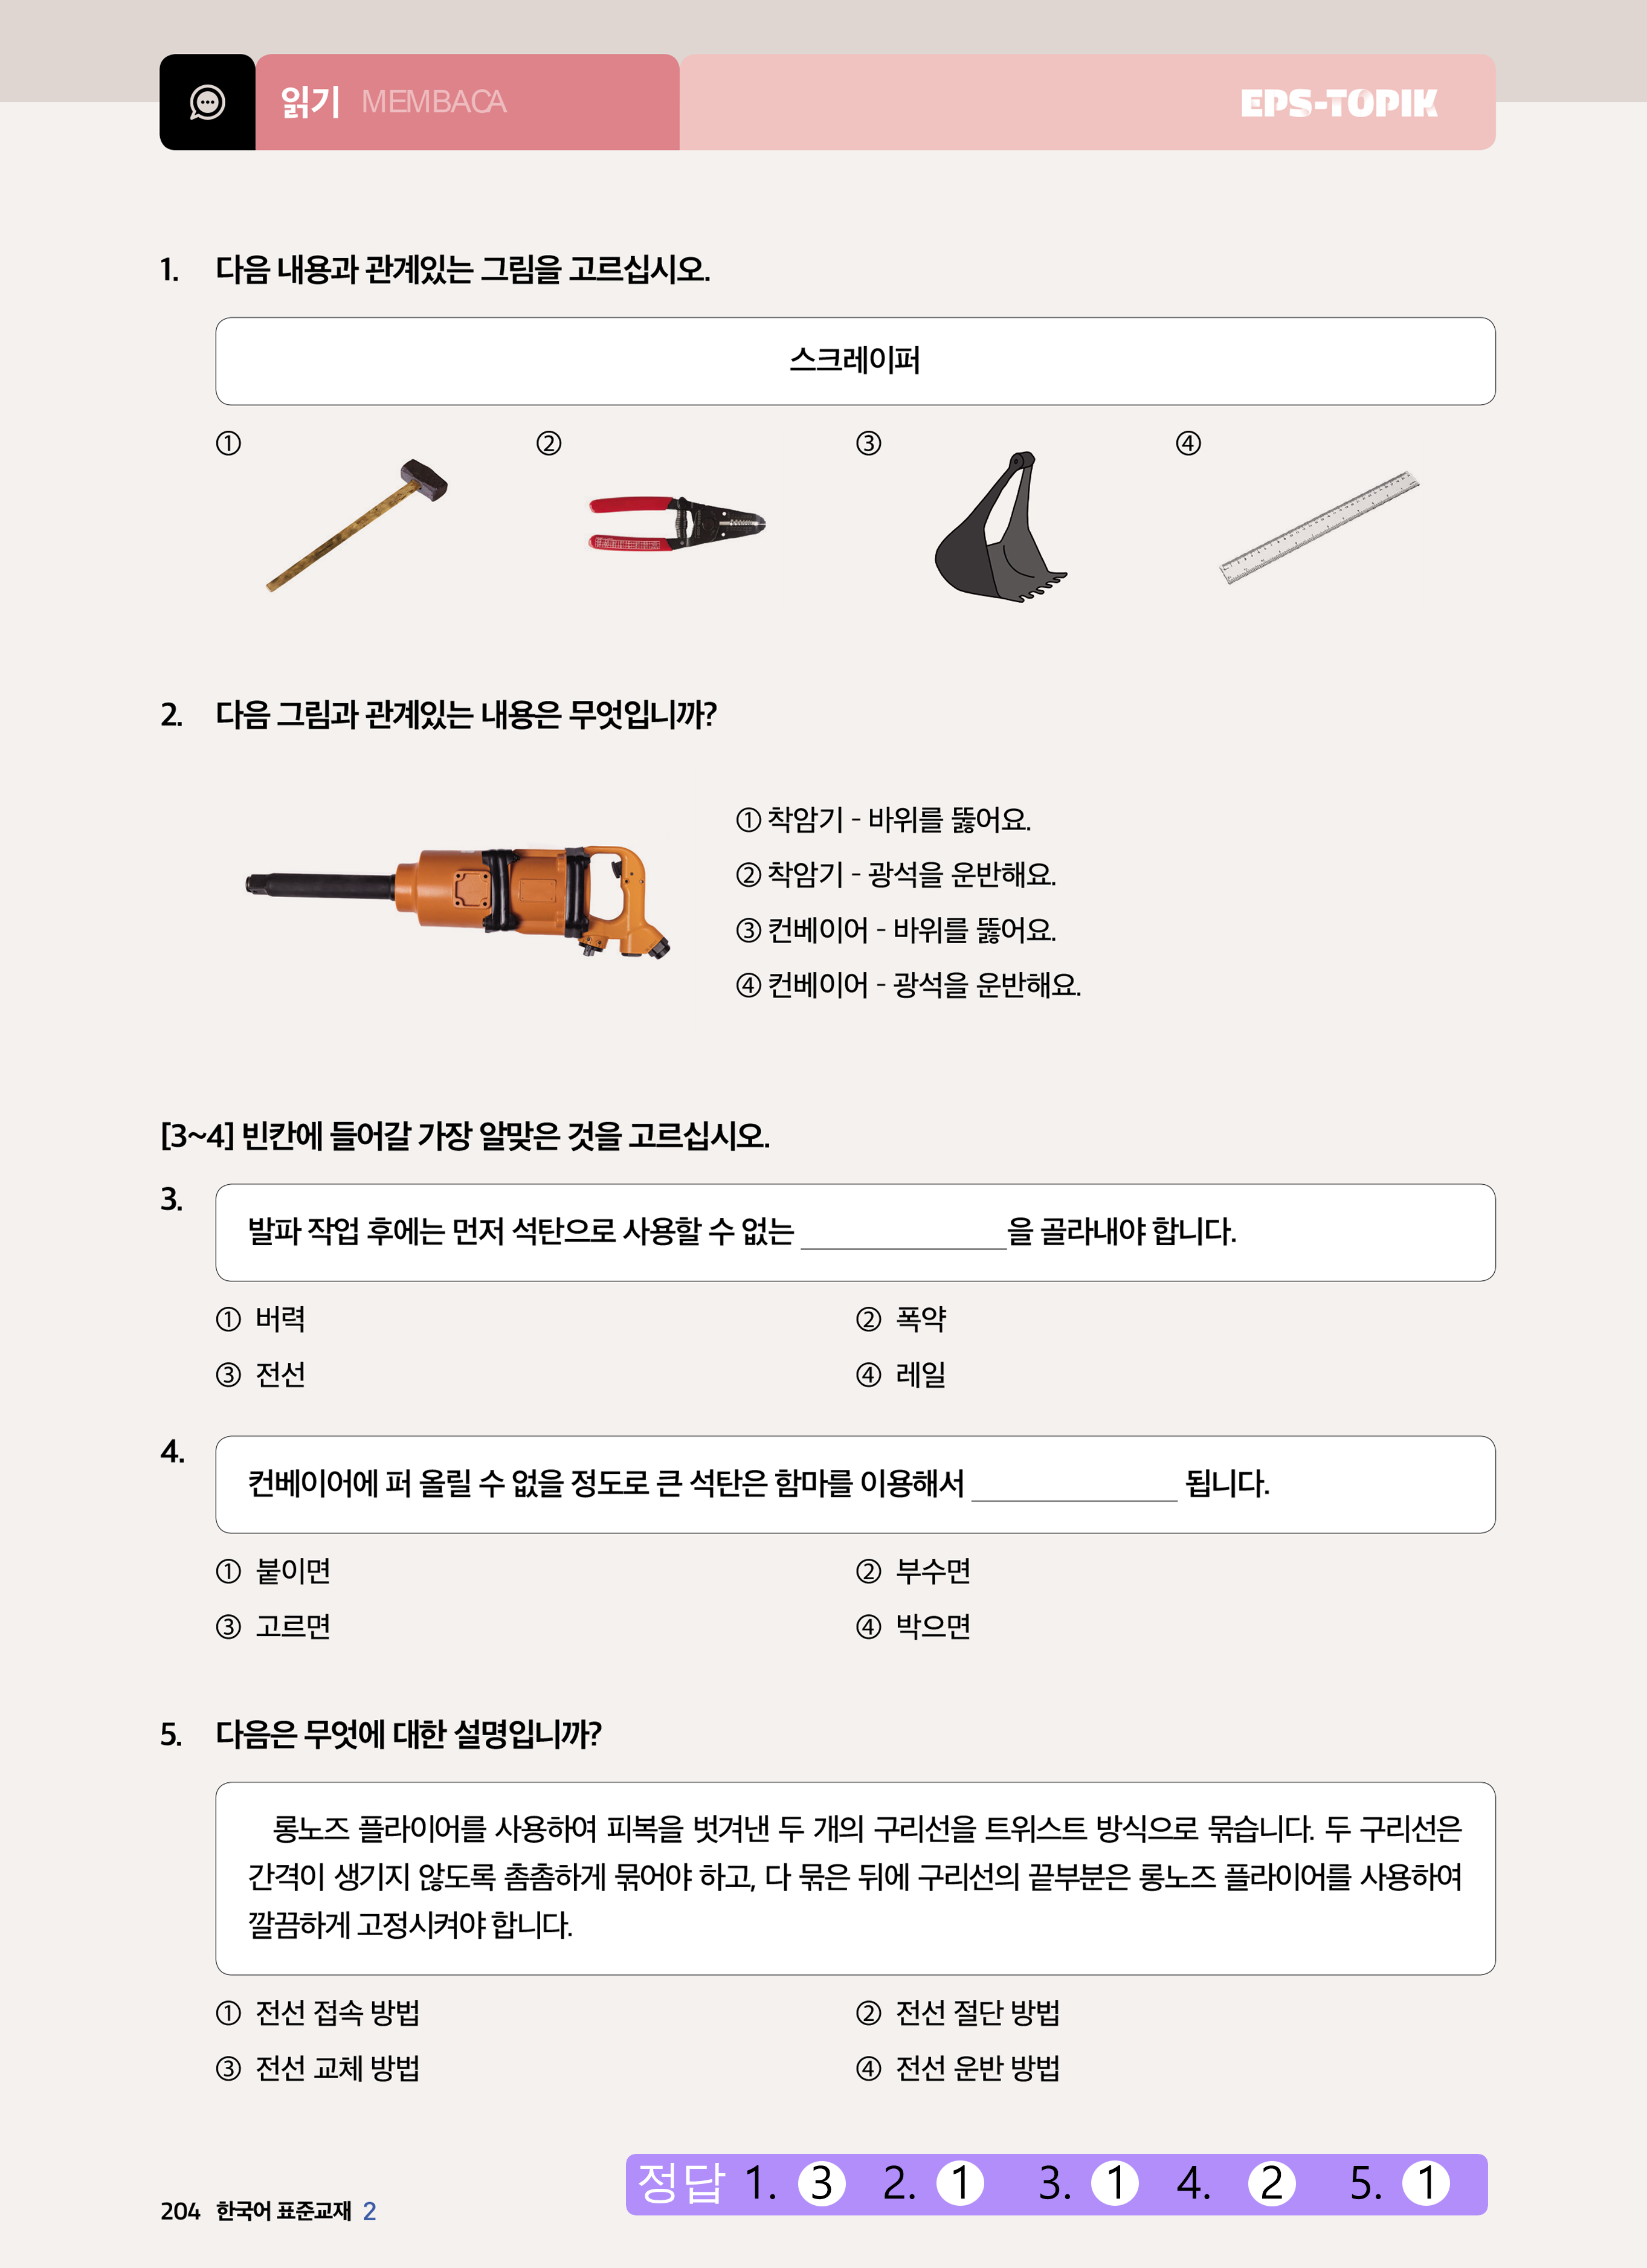 읽기 MEMBACA
EPS-TOPIK
1. 다음 내용과 관계있는 그림을 고르십시오.
스크레이퍼
① ② ③ ④
2. 다음 그림과 관계있는 내용은 무엇입니까?
① 착암기 - 바위를 뚫어요.
② 착암기 - 광석을 운반해요.
③ 컨베이어 - 바위를 뚫어요.
④ 컨베이어 - 광석을 운반해요.
[3~4] 빈칸에 들어갈 가장 알맞은 것을 고르십시오.
3. 발파 작업 후에는 먼저 석탄으로 사용할 수 없는 ____________을 골라내야 합니다.
① 버력 ② 폭약
③ 전선 ④ 레일
4. 컨베이어에 퍼 올릴 수 없을 정도로 큰 석탄은 함마를 이용해서 ____________ 됩니다.
① 붙이면 ② 부수면
③ 고르면 ④ 박으면
5. 다음은 무엇에 대한 설명입니까?
롱노즈 플라이어를 사용하여 피복을 벗겨낸 두 개의 구리선을 트위스트 방식으로 묶습니다. 두 구리선은
간격이 생기지 않도록 촘촘하게 묶어야 하고, 다 묶은 뒤에 구리선의 끝부분은 롱노즈 플라이어를 사용하여
깔끔하게 고정시켜야 합니다.
① 전선 접속 방법 ② 전선 절단 방법
③ 전선 교체 방법 ④ 전선 운반 방법
정답 1. 3 2. 1 3. 1 4. 2 5. 1
204 한국어 표준교재 2